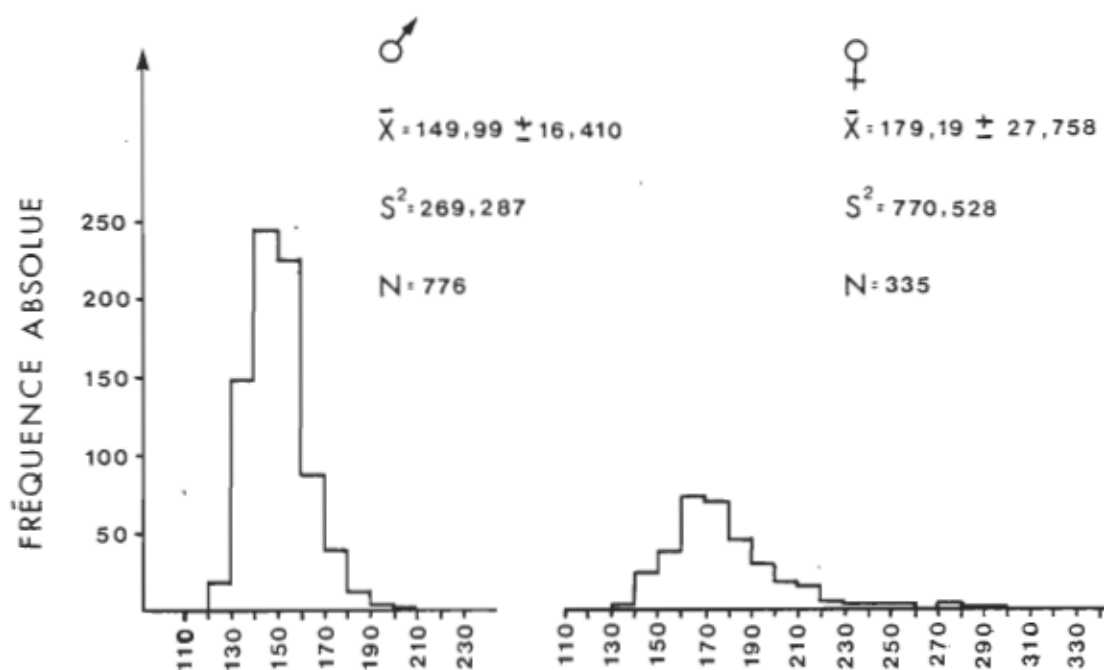 ♂ ♀
X̄ = 149,99 ± 16,410
X̄ = 179,19 ± 27,758
S² = 269,287
S² = 770,528
N = 776
N = 335
FRÉQUENCE ABSOLUE
250
200
150
100
50
110 130 150 170 190 210 230
110 130 150 170 190 210 230 250 270 290 310 330